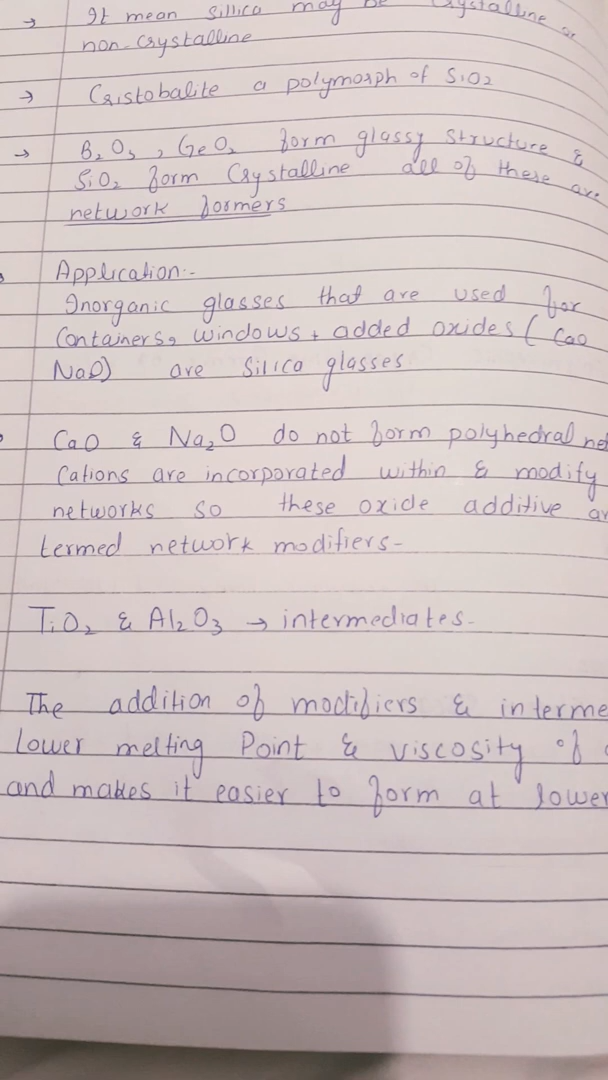 → It mean sillica may be crystalline or
non-crystalline
→ Cristobalite a polymorph of SiO2
→ B2O3, GeO2 form glassy structure &
SiO2 form Crystalline all of these are
network formers
Application:-
Inorganic glasses that are used for
Containers, windows + added oxides (CaO
NaO) are Silica glasses
CaO & Na2O do not form polyhedral
Cations are incorporated within & modify
networks so these oxide additive
termed network modifiers-
TiO2 & Al2O3 → intermediates-
The addition of modifiers & interme
Lower melting Point & viscosity of
and makes it easier to form at lower